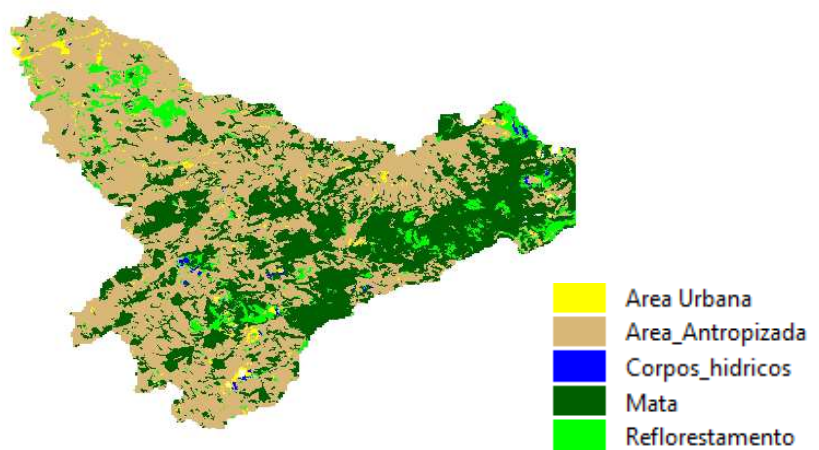 Area Urbana
Area_Antropizada
Corpos_hidricos
Mata
Reflorestamento